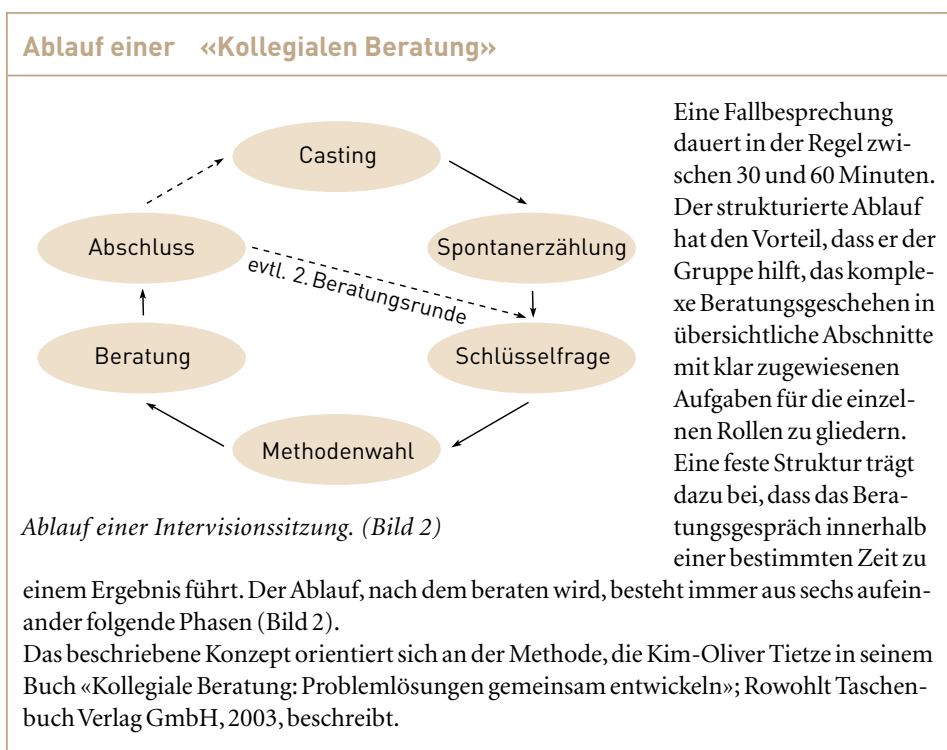 Ablauf einer «Kollegialen Beratung»
Casting
Spontanerzählung
Schlüsselfrage
Methodenwahl
Beratung
Abschluss
evtl. 2. Beratungsrunde
Ablauf einer Intervisionssitzung. (Bild 2)
Eine Fallbesprechung
dauert in der Regel zwi-
schen 30 und 60 Minuten.
Der strukturierte Ablauf
hat den Vorteil, dass er der
Gruppe hilft, das komple-
xe Beratungsgeschehen in
übersichtliche Abschnitte
mit klar zugewiesenen
Aufgaben für die einzel-
nen Rollen zu gliedern.
Eine feste Struktur trägt
dazu bei, dass das Bera-
tungsgespräch innerhalb
einer bestimmten Zeit zu
einem Ergebnis führt. Der Ablauf, nach dem beraten wird, besteht immer aus sechs aufein-
ander folgende Phasen (Bild 2).
Das beschriebene Konzept orientiert sich an der Methode, die Kim-Oliver Tietze in seinem
Buch «Kollegiale Beratung: Problemlösungen gemeinsam entwickeln»; Rowohlt Taschen-
buch Verlag GmbH, 2003, beschreibt.